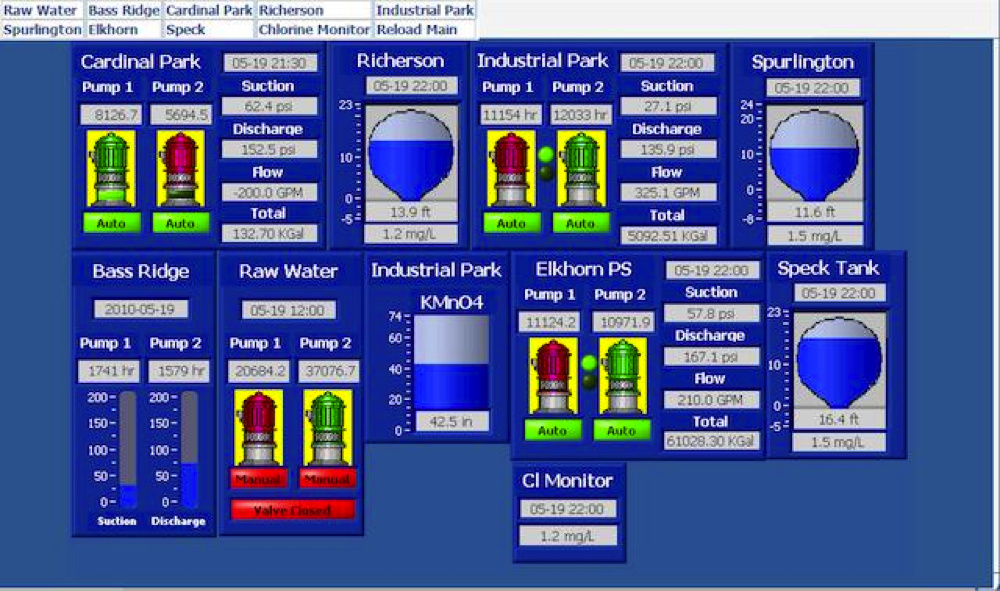 Raw Water Bass Ridge Cardinal Park Richerson Industrial Park
Spurlington Elkhorn Speck Chlorine Monitor Reload Main
Cardinal Park
05-19 21:30
Pump 1 Pump 2
Suction
8126.7 5694.5
62.4 psi
Discharge
152.5 psi
Flow
-200.0 GPM
Auto Auto
Total
132.70 KGal
Richerson
05-19 22:00
23
10
0
-5
13.9 ft
1.2 mg/L
Industrial Park
05-19 22:00
Pump 1 Pump 2
Suction
11154 hr 12033 hr
27.1 psi
Discharge
135.9 psi
Flow
325.1 GPM
Auto Auto
Total
5092.51 KGal
Spurlington
05-19 22:00
24
20
10
0
-8
11.6 ft
1.5 mg/L
Bass Ridge
2010-05-19
Pump 1 Pump 2
1741 hr 1579 hr
200 200
150 150
100 100
50 50
0 0
Suction Discharge
Raw Water
05-19 12:00
Pump 1 Pump 2
20684.2 37076.7
Manual Manual
Valve Closed
Industrial Park
KMnO4
74
60
40
20
0
42.5 in
Elkhorn PS
05-19 22:00
Pump 1 Pump 2
Suction
11124.2 10971.9
57.8 psi
Discharge
167.1 psi
Flow
210.0 GPM
Auto Auto
Total
61028.30 KGal
Speck Tank
05-19 22:00
23
10
0
-5
16.4 ft
1.5 mg/L
Cl Monitor
05-19 22:00
1.2 mg/L